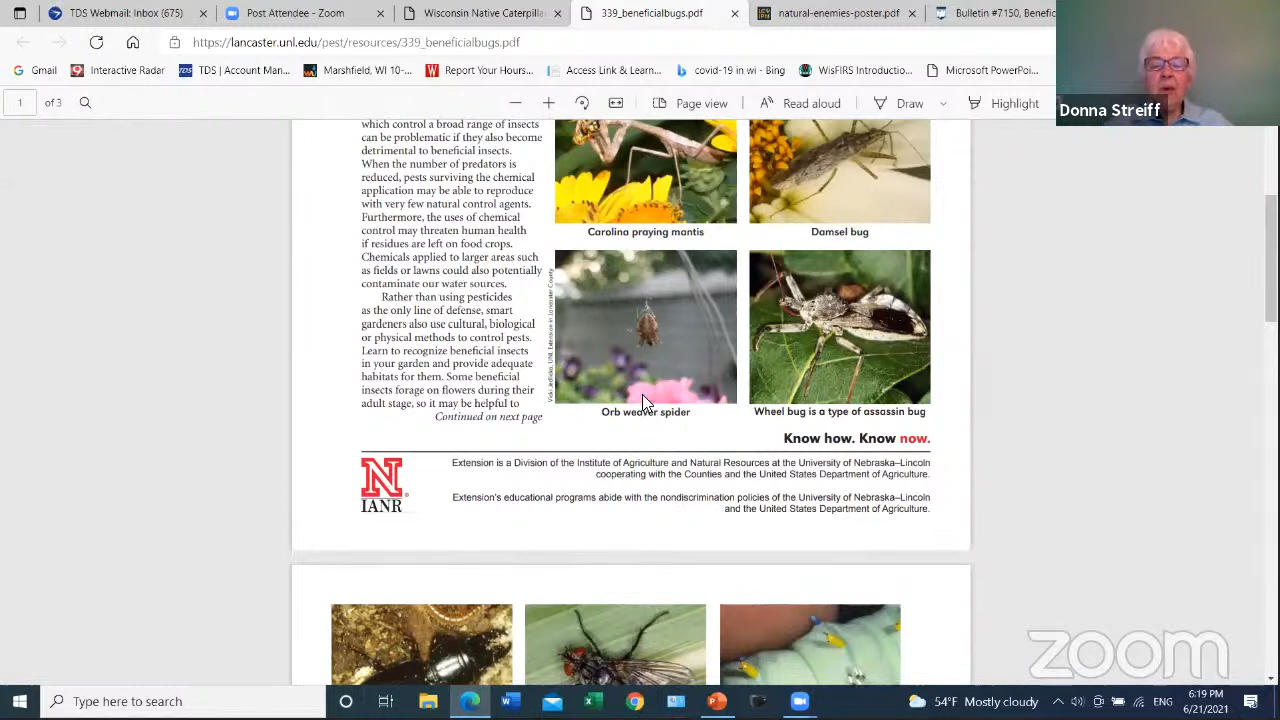 TDS Inbox (675)
Zoom Webinars
Wisconsin National Caterpilla
339_beneficialbugs.pdf
natural-enemies-poster.pdf
Bulletin #7150, Benefic
https://lancaster.unl.edu/pest/resources/339_beneficialbugs.pdf
Gmail
Interactive Radar
TDS | Account Man...
Marshfield, WI 10-...
Report Your Hours...
Access Link & Learn...
covid-19 in wi - Bing
WisFIRS Introductio...
Microsoft PowerPoi...
1 of 3
Page view
Read aloud
Draw
Highlight
Donna Streiff
which control a broad range of insects
can be problematic if they also become
detrimental to beneficial insects.
When the number of predators is
reduced, pests surviving the chemical
application may be able to reproduce
with very few natural control agents.
Furthermore, the uses of chemical
control may threaten human health
if residues are left on food crops.
Chemicals applied to larger areas such
as fields or lawns could also potentially
contaminate our water sources.
Rather than using pesticides
as the only line of defense, smart
gardeners also use cultural, biological
or physical methods to control pests.
Learn to recognize beneficial insects
in your garden and provide adequate
habitats for them. Some beneficial
insects forage on flowers during their
adult stage, so it may be helpful to
Continued on next page
Carolina praying mantis
Damsel bug
Vicki Jedlicka, UNL Extension in Lancaster County
Orb weaver spider
Wheel bug is a type of assassin bug
Know how. Know now.
N
IANR
Extension is a Division of the Institute of Agriculture and Natural Resources at the University of Nebraska–Lincoln
cooperating with the Counties and the United States Department of Agriculture.
Extension's educational programs abide with the nondiscrimination policies of the University of Nebraska–Lincoln
and the United States Department of Agriculture.
zoom
Type here to search
54°F Mostly cloudy
ENG
6:19 PM
6/21/2021